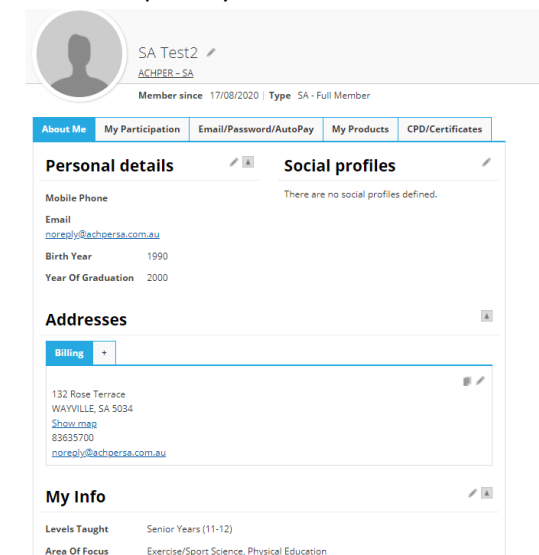 SA Test2
ACHPER – SA
Member since 17/08/2020 | Type SA - Full Member
About Me My Participation Email/Password/AutoPay My Products CPD/Certificates
Personal details
Mobile Phone
Email
noreply@achpersa.com.au
Birth Year 1990
Year Of Graduation 2000
Social profiles
There are no social profiles defined.
Addresses
Billing +
132 Rose Terrace
WAYVILLE, SA 5034
Show map
83635700
noreply@achpersa.com.au
My Info
Levels Taught Senior Years (11-12)
Area Of Focus Exercise/Sport Science, Physical Education